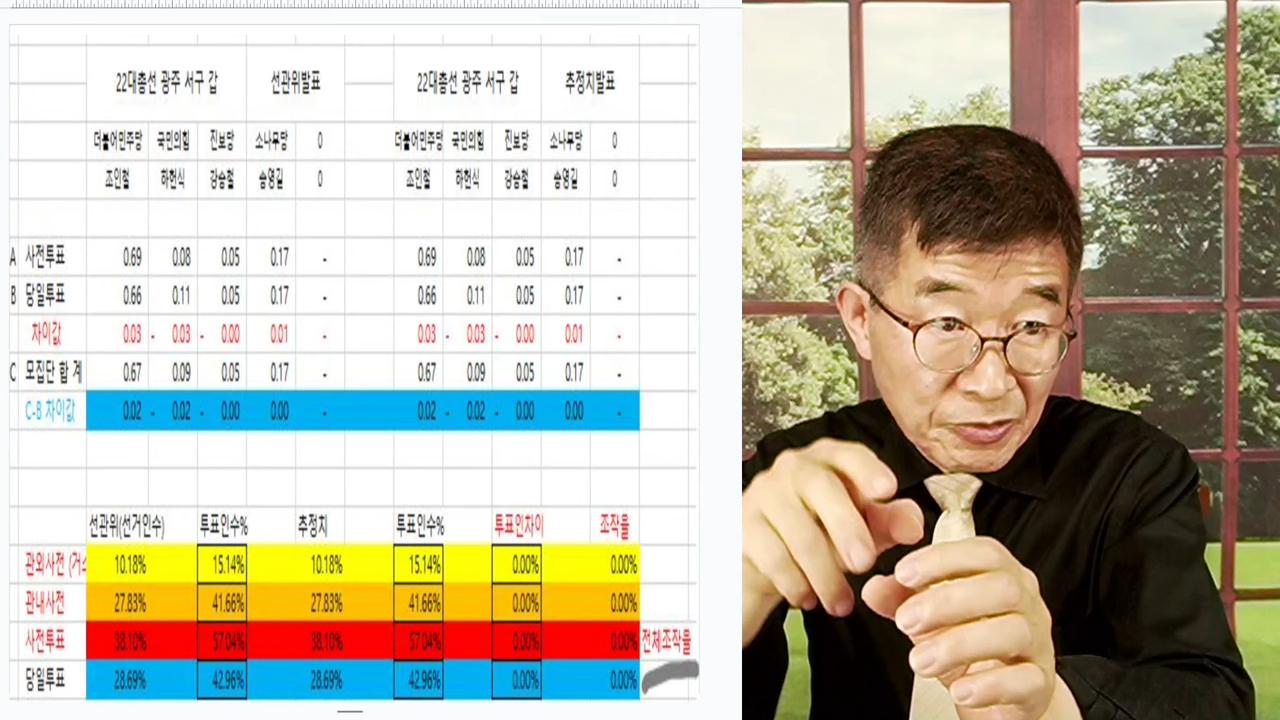 22대총선 광주 서구 갑 선관위발표 22대총선 광주 서구 갑 추정치발표
더불어민주당 국민의힘 진보당 소나무당 0 더불어민주당 국민의힘 진보당 소나무당 0
조인철 하헌식 강승철 송영길 0 조인철 하헌식 강승철 송영길 0
A 사전투표 0.69 0.08 0.05 0.17 - 0.69 0.08 0.05 0.17 -
B 당일투표 0.66 0.11 0.05 0.17 - 0.66 0.11 0.05 0.17 -
차이값 0.03 - 0.03 - 0.00 0.01 - 0.03 - 0.03 - 0.00 0.01 -
C 모집단 합 계 0.67 0.09 0.05 0.17 - 0.67 0.09 0.05 0.17 -
C-B 차이값 0.02 - 0.02 - 0.00 0.00 - 0.02 - 0.02 - 0.00 0.00 -
선관위(선거인수) 투표인수% 추정치 투표인수% 투표인차이 조작율
관외사전 (거소 10.18% 15.14% 10.18% 15.14% 0.00% 0.00%
관내사전 27.83% 41.66% 27.83% 41.66% 0.00% 0.00%
사전투표 38.10% 57.04% 38.10% 57.04% 0.00% 0.00% 전체조작율
당일투표 28.69% 42.96% 28.69% 42.96% 0.00% 0.00%